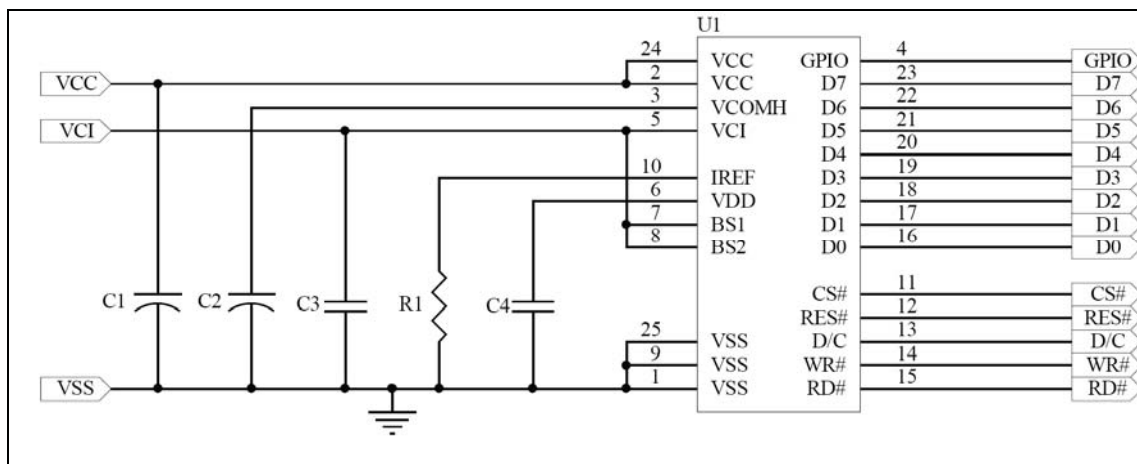 U1
24 VCC GPIO 4 GPIO
VCC 2 VCC D7 23 D7
3 VCOMH D6 22 D6
VCI 5 VCI D5 21 D5
D4 20 D4
10 IREF D3 19 D3
6 VDD D2 18 D2
7 BS1 D1 17 D1
8 BS2 D0 16 D0
C1 C2 C3 R1 C4
CS# 11 CS#
RES# 12 RES#
25 VSS D/C 13 D/C
9 VSS WR# 14 WR#
VSS 1 VSS RD# 15 RD#